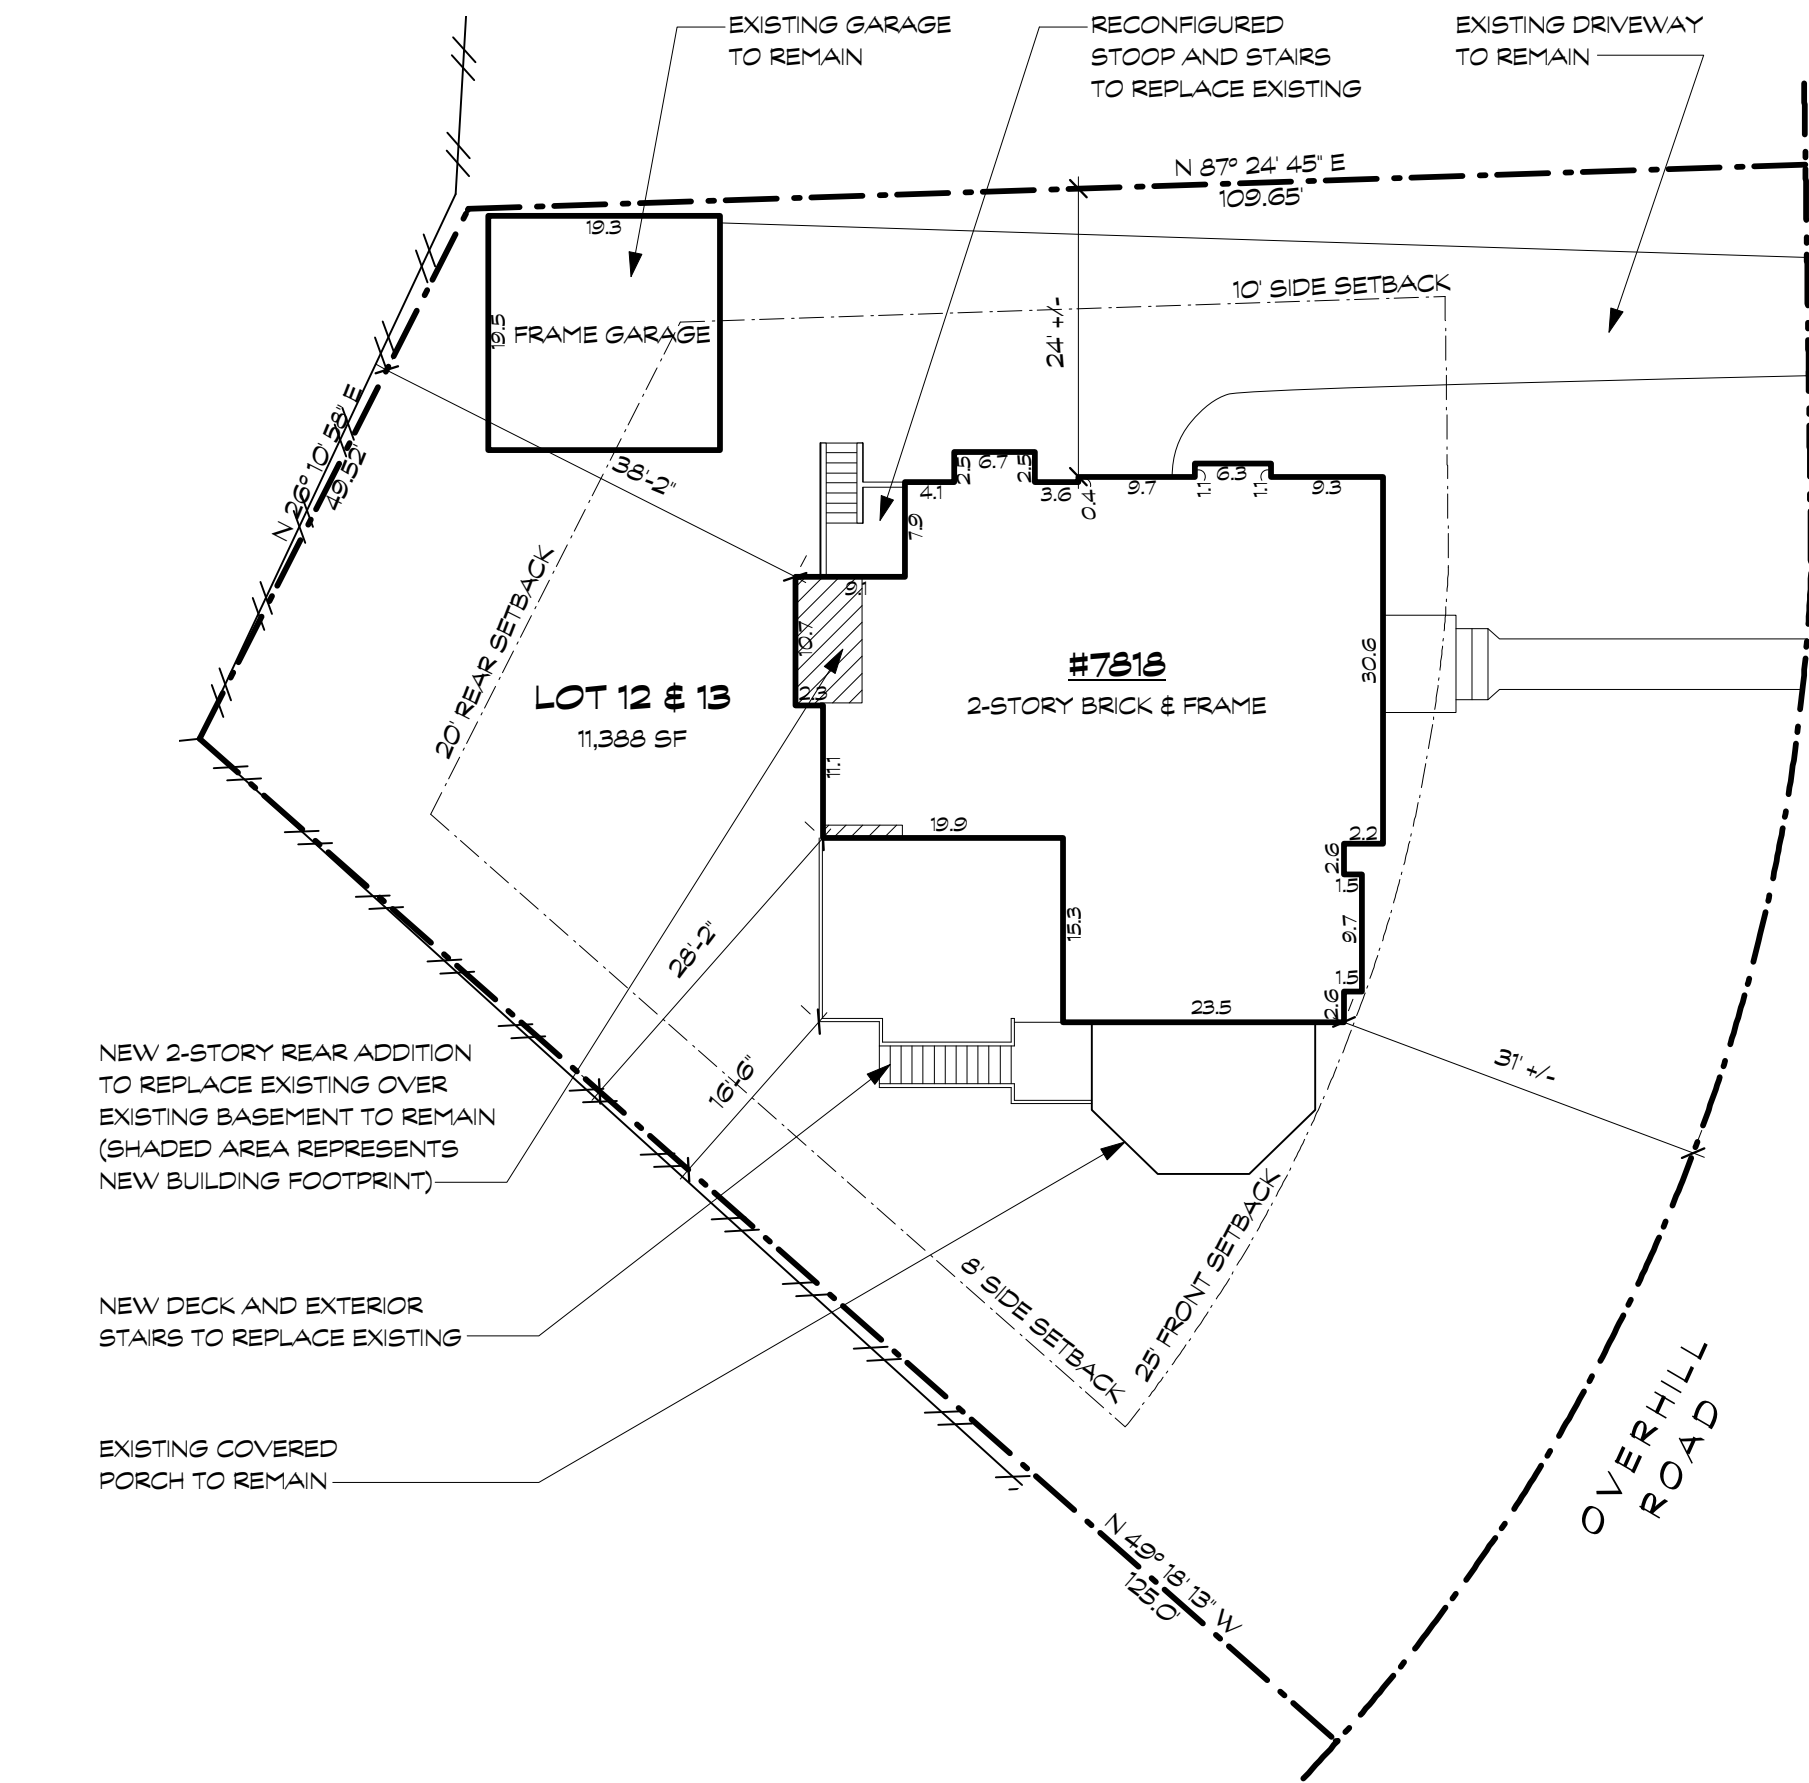 EXISTING GARAGE
TO REMAIN
RECONFIGURED
STOOP AND STAIRS
TO REPLACE EXISTING
EXISTING DRIVEWAY
TO REMAIN
N 87° 24' 45" E
109.65'
19.3
19.5
FRAME GARAGE
10' SIDE SETBACK
24' +/-
N 26° 10' 58" E
49.52'
38'-2"
4.1
2.5
6.7
2.5
3.6
0.4
9.7
1.1
6.3
1.1
9.3
7.9
9.1
10.7
2.3
20' REAR SETBACK
LOT 12 & 13
11,388 SF
#7818
2-STORY BRICK & FRAME
30.6
11.1
19.9
2.2
2.6
1.5
9.7
1.5
2.6
15.3
23.5
28'-2"
16'-6"
31' +/-
NEW 2-STORY REAR ADDITION
TO REPLACE EXISTING OVER
EXISTING BASEMENT TO REMAIN
(SHADED AREA REPRESENTS
NEW BUILDING FOOTPRINT)
NEW DECK AND EXTERIOR
STAIRS TO REPLACE EXISTING
EXISTING COVERED
PORCH TO REMAIN
8' SIDE SETBACK
25' FRONT SETBACK
OVERHILL
ROAD
N 49° 18' 13" W
125.0'